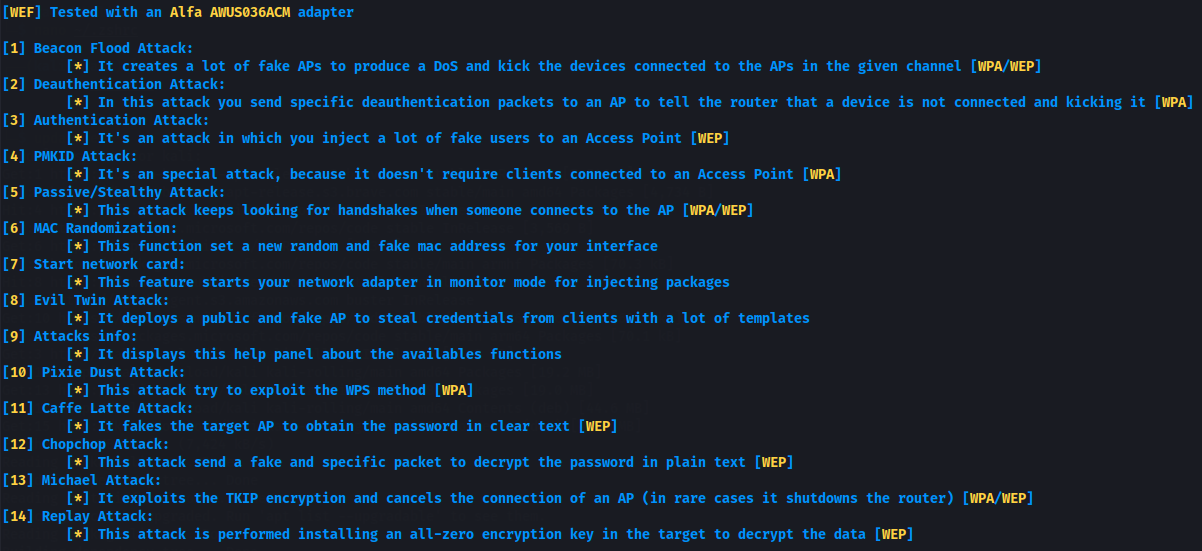 [WEF] Tested with an Alfa AWUS036ACM adapter
[1] Beacon Flood Attack:
[*] It creates a lot of fake APs to produce a DoS and kick the devices connected to the APs in the given channel [WPA/WEP]
[2] Deauthentication Attack:
[*] In this attack you send specific deauthentication packets to an AP to tell the router that a device is not connected and kicking it [WPA]
[3] Authentication Attack:
[*] It's an attack in which you inject a lot of fake users to an Access Point [WEP]
[4] PMKID Attack:
[*] It's an special attack, because it doesn't require clients connected to an Access Point [WPA]
[5] Passive/Stealthy Attack:
[*] This attack keeps looking for handshakes when someone connects to the AP [WPA/WEP]
[6] MAC Randomization:
[*] This function set a new random and fake mac address for your interface
[7] Start network card:
[*] This feature starts your network adapter in monitor mode for injecting packages
[8] Evil Twin Attack:
[*] It deploys a public and fake AP to steal credentials from clients with a lot of templates
[9] Attacks info:
[*] It displays this help panel about the availables functions
[10] Pixie Dust Attack:
[*] This attack try to exploit the WPS method [WPA]
[11] Caffe Latte Attack:
[*] It fakes the target AP to obtain the password in clear text [WEP]
[12] Chopchop Attack:
[*] This attack send a fake and specific packet to decrypt the password in plain text [WEP]
[13] Michael Attack:
[*] It exploits the TKIP encryption and cancels the connection of an AP (in rare cases it shutdowns the router) [WPA/WEP]
[14] Replay Attack:
[*] This attack is performed installing an all-zero encryption key in the target to decrypt the data [WEP]